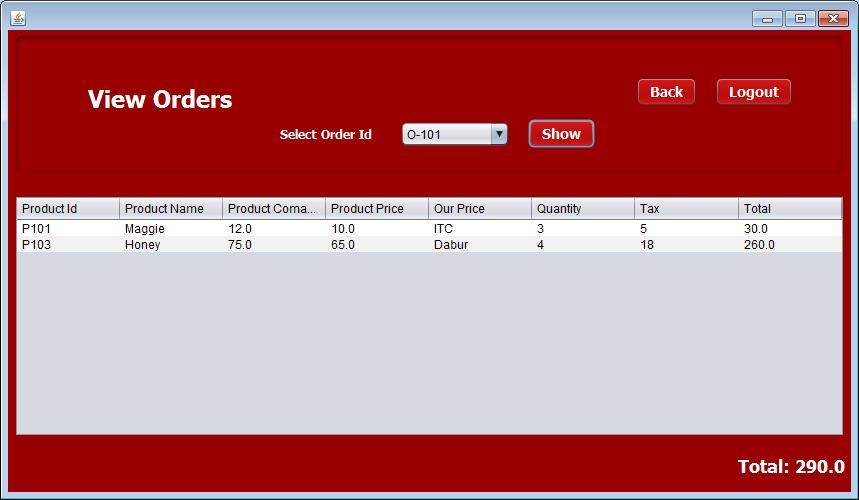 Back Logout
View Orders
Select Order Id O-101 Show
Product Id Product Name Product Coma... Product Price Our Price Quantity Tax Total
P101 Maggie 12.0 10.0 ITC 3 5 30.0
P103 Honey 75.0 65.0 Dabur 4 18 260.0
Total: 290.0